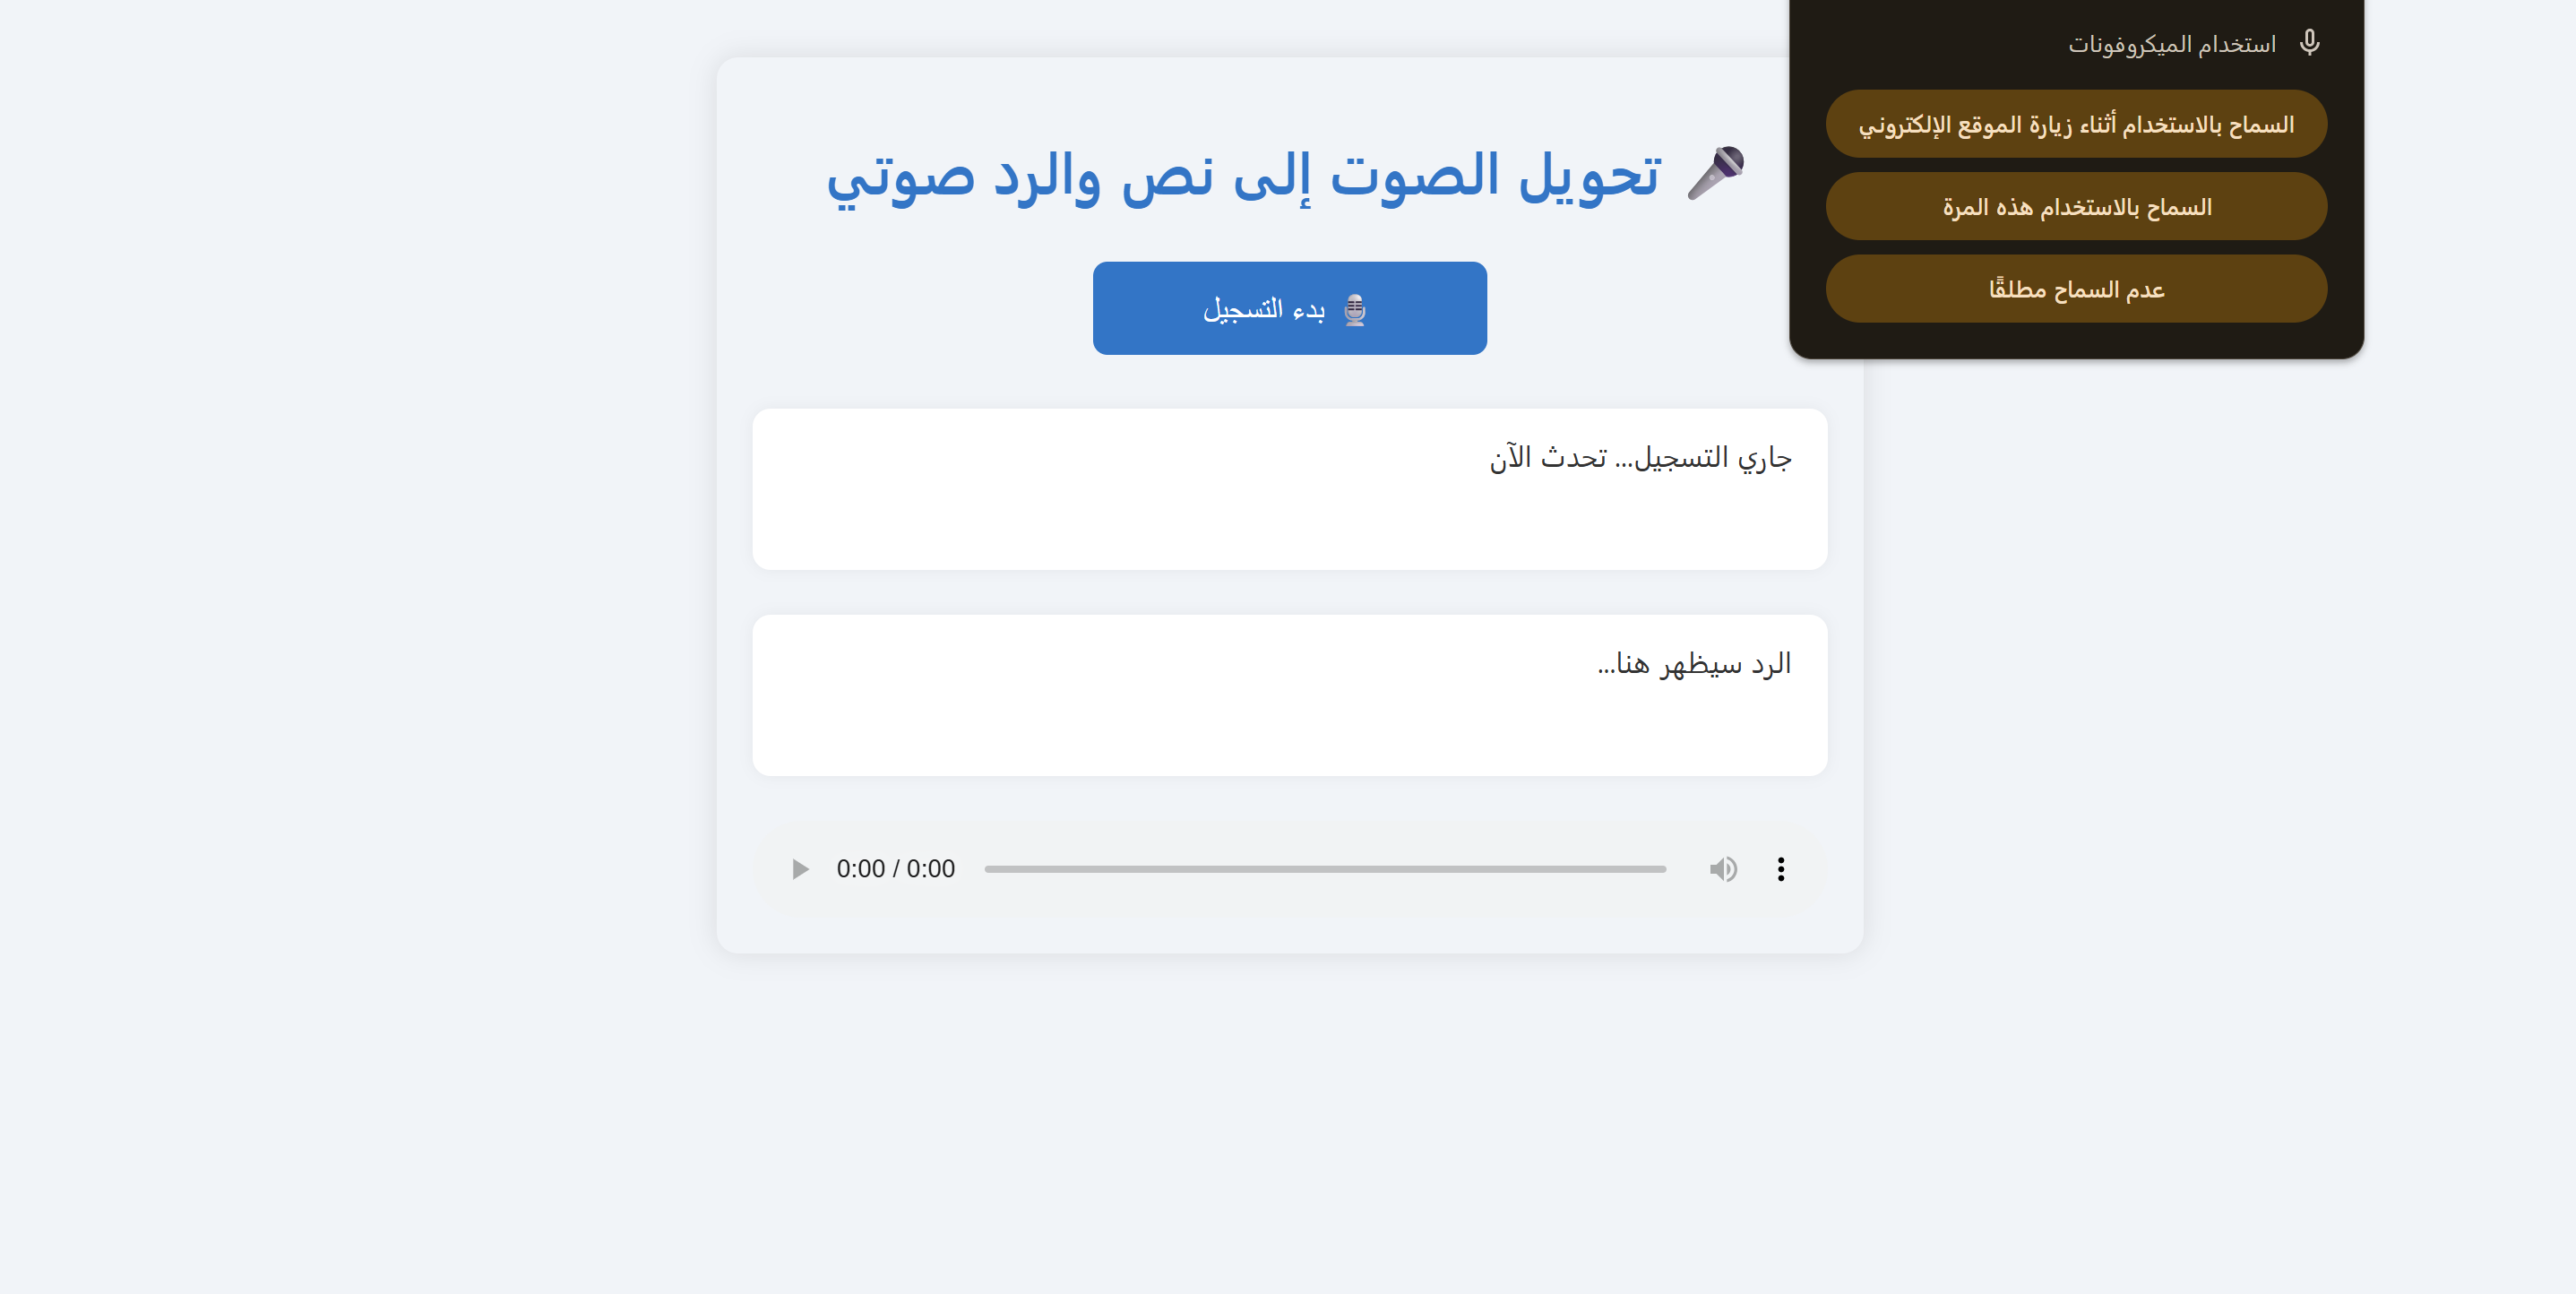 استخدام الميكروفونات
السماح بالاستخدام أثناء زيارة الموقع الإلكتروني
السماح بالاستخدام هذه المرة
عدم السماح مطلقًا
🎤 تحويل الصوت إلى نص والرد صوتي
🎙️ بدء التسجيل
جاري التسجيل... تحدث الآن
الرد سيظهر هنا...
0:00 / 0:00